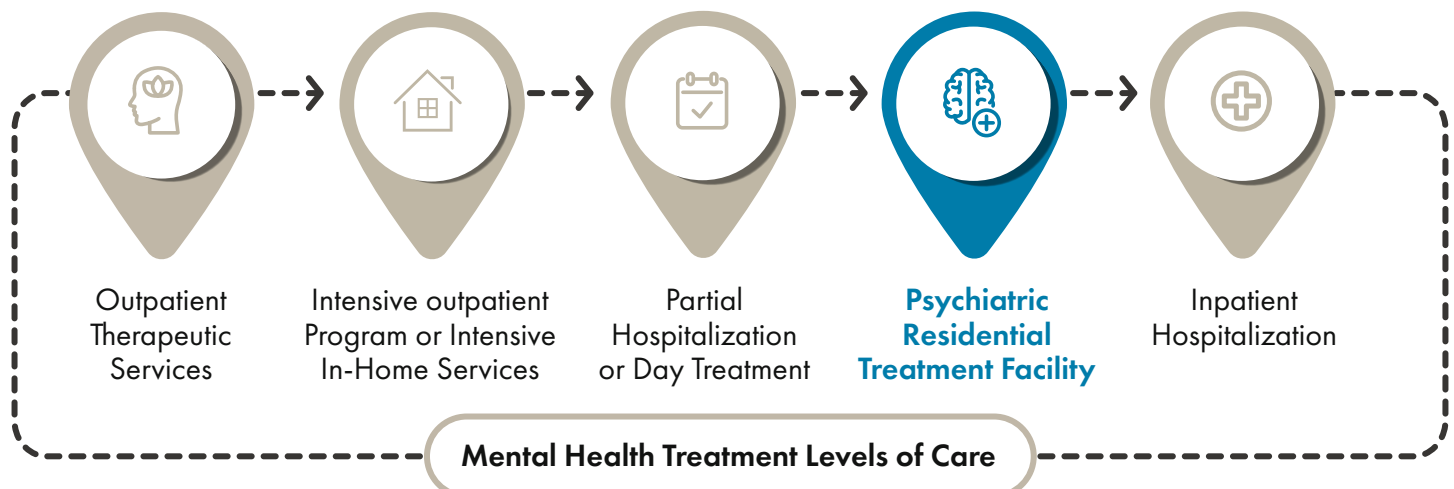 Outpatient
Therapeutic
Services
Intensive outpatient
Program or Intensive
In-Home Services
Partial
Hospitalization
or Day Treatment
Psychiatric
Residential
Treatment Facility
Inpatient
Hospitalization
Mental Health Treatment Levels of Care